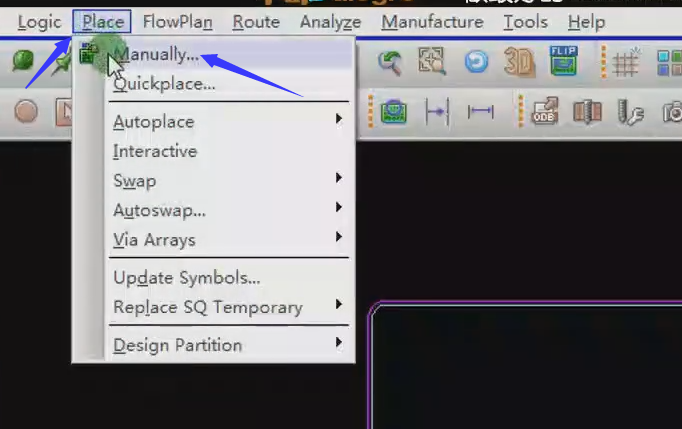 Logic Place FlowPlan Route Analyze Manufacture Tools Help
Manually...
FLIP
3D
Quickplace...
ODB
Autoplace
Interactive
Swap
Autoswap...
Via Arrays
Update Symbols...
Replace SQ Temporary
Design Partition